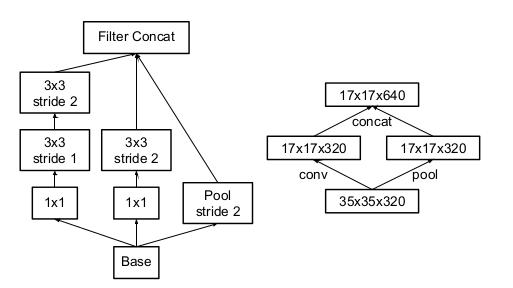 Filter Concat
3x3
stride 2
3x3
stride 1
3x3
stride 2
1x1
1x1
Pool
stride 2
Base
17x17x640
concat
17x17x320
17x17x320
conv
pool
35x35x320